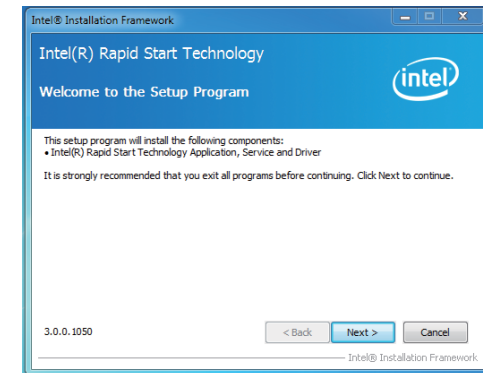 Intel® Installation Framework
Intel(R) Rapid Start Technology
Welcome to the Setup Program
intel
This setup program will install the following components:
• Intel(R) Rapid Start Technology Application, Service and Driver
It is strongly recommended that you exit all programs before continuing. Click Next to continue.
3.0.0.1050
< Back
Next >
Cancel
Intel® Installation Framework